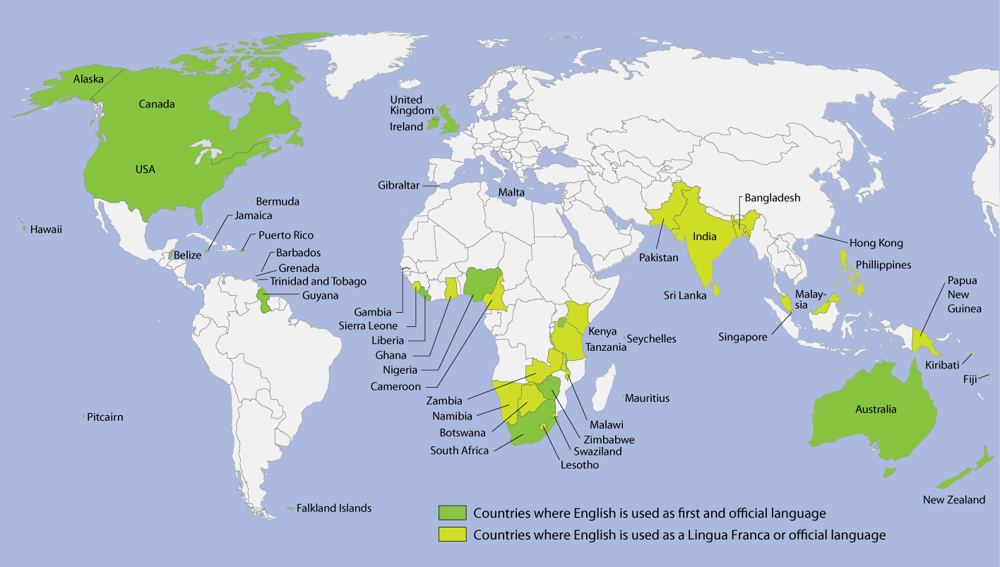 Alaska
Canada
United
Kingdom
Ireland
USA
Gibraltar
Malta
Bermuda
Jamaica
Hawaii
Puerto Rico
Belize
Barbados
Grenada
Trinidad and Tobago
Guyana
Bangladesh
India
Pakistan
Hong Kong
Phillippines
Sri Lanka
Malay-
sia
Singapore
Papua
New
Guinea
Kiribati
Fiji
Gambia
Sierra Leone
Liberia
Ghana
Nigeria
Cameroon
Kenya
Tanzania
Seychelles
Zambia
Namibia
Botswana
South Africa
Mauritius
Malawi
Zimbabwe
Swaziland
Lesotho
Australia
New Zealand
Pitcairn
Falkland Islands
Countries where English is used as first and official language
Countries where English is used as a Lingua Franca or official language